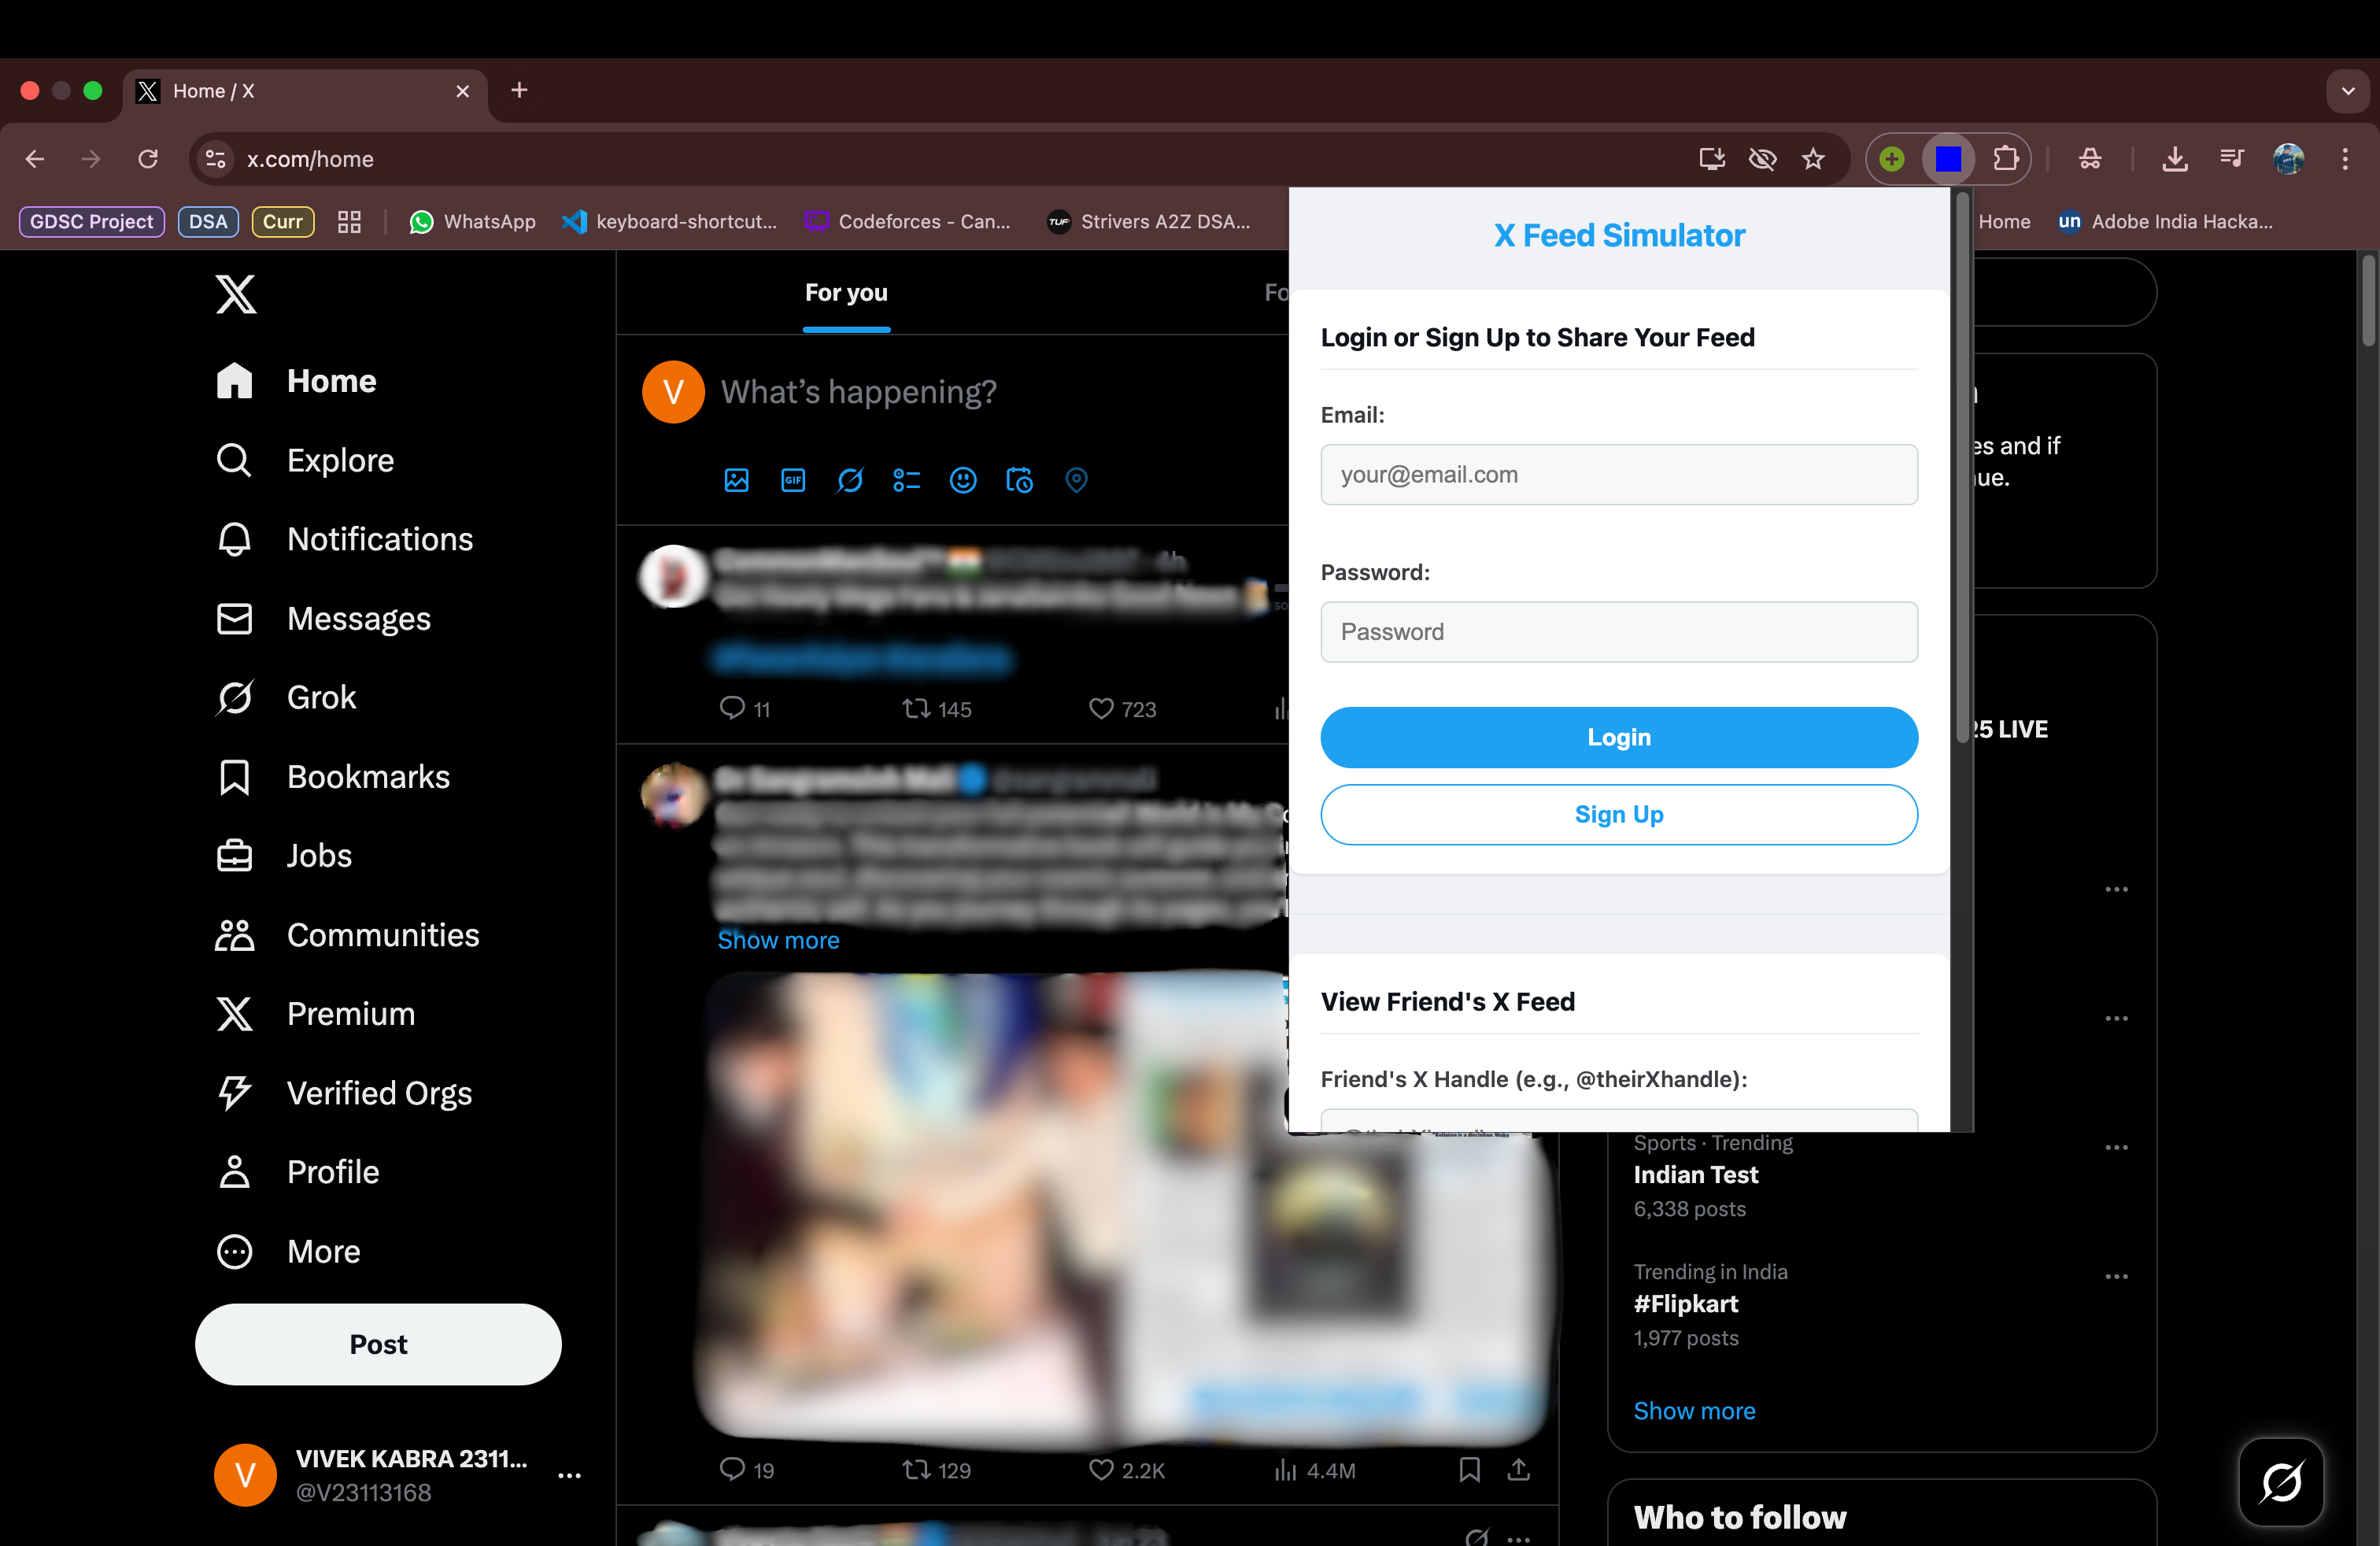 Home / X
x.com/home
GDSC Project
DSA
Curr
WhatsApp
keyboard-shortcut...
Codeforces - Can...
TUF
Strivers A2Z DSA...
Home
un
Adobe India Hacka...
Home
Explore
Notifications
Messages
Grok
Bookmarks
Jobs
Communities
Premium
Verified Orgs
Profile
More
Post
V
VIVEK KABRA 2311...
@V23113168
For you
Fo
V
What's happening?
GIF
4h
11
145
723
Show more
19
129
2.2K
4.4M
X Feed Simulator
Login or Sign Up to Share Your Feed
Email:
your@email.com
Password:
Password
Login
Sign Up
View Friend's X Feed
Friend's X Handle (e.g., @theirXhandle):
es and if
ue.
25 LIVE
Sports · Trending
Indian Test
6,338 posts
Trending in India
#Flipkart
1,977 posts
Show more
Who to follow